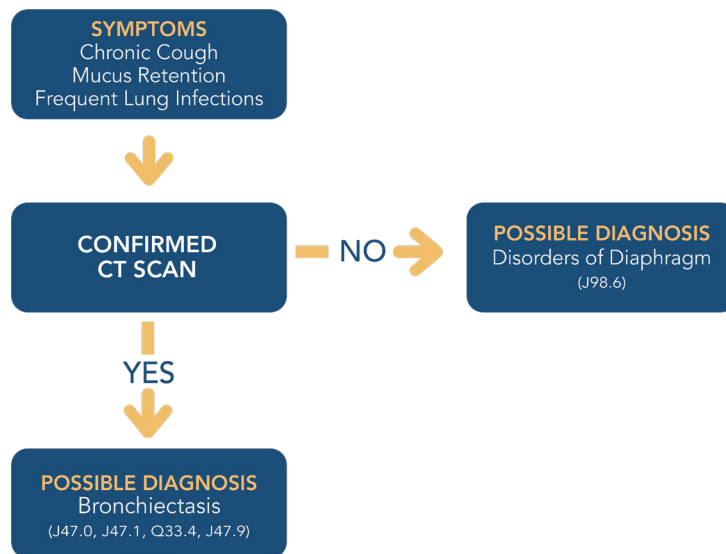 SYMPTOMS
Chronic Cough
Mucus Retention
Frequent Lung Infections
CONFIRMED
CT SCAN
NO
POSSIBLE DIAGNOSIS
Disorders of Diaphragm
(J98.6)
YES
POSSIBLE DIAGNOSIS
Bronchiectasis
(J47.0, J47.1, Q33.4, J47.9)